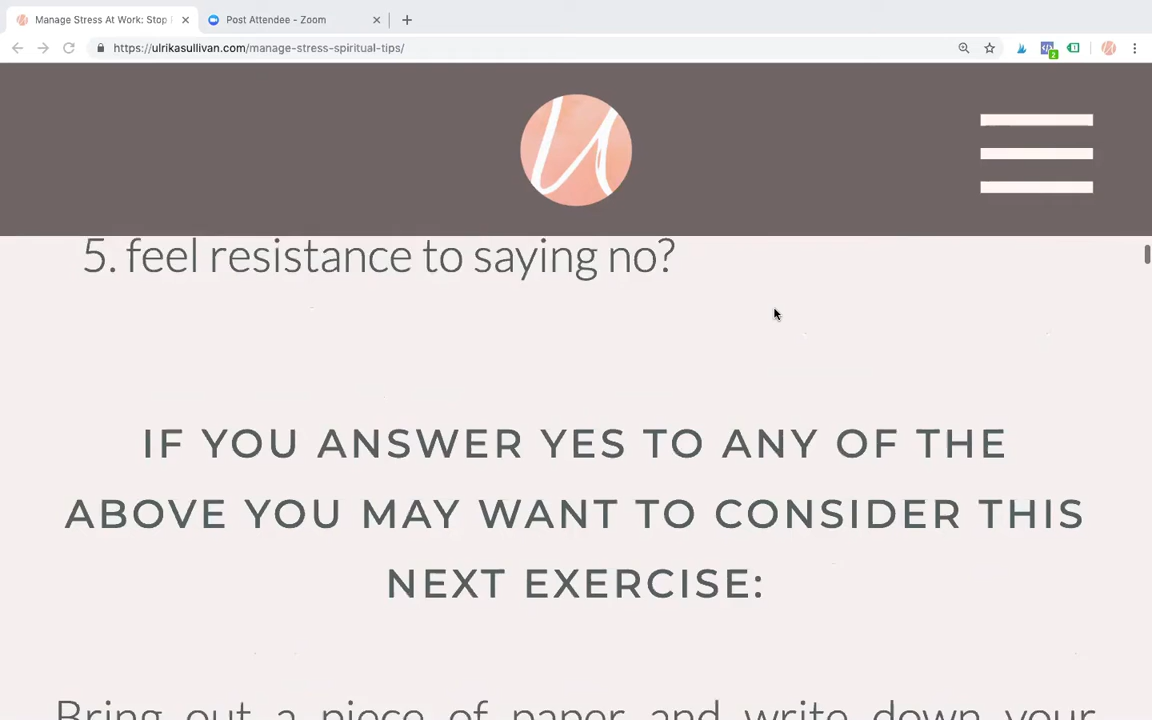 Manage Stress At Work: Stop
Post Attendee - Zoom
https://ulrikasullivan.com/manage-stress-spiritual-tips/
2
U
5. feel resistance to saying no?
IF YOU ANSWER YES TO ANY OF THE
ABOVE YOU MAY WANT TO CONSIDER THIS
NEXT EXERCISE:
Bring out a piece of paper and write down your